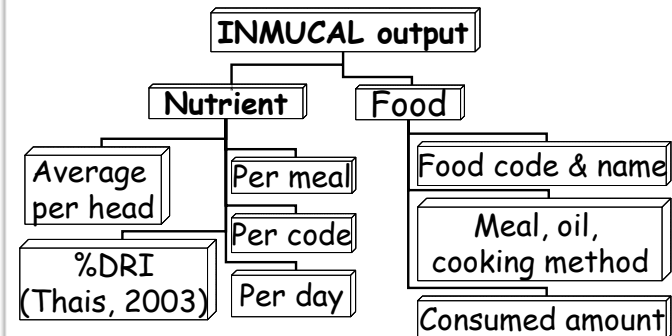 INMUCAL output
Nutrient
Food
Average
per head
%DRI
(Thais, 2003)
Per meal
Per code
Per day
Food code & name
Meal, oil,
cooking method
Consumed amount